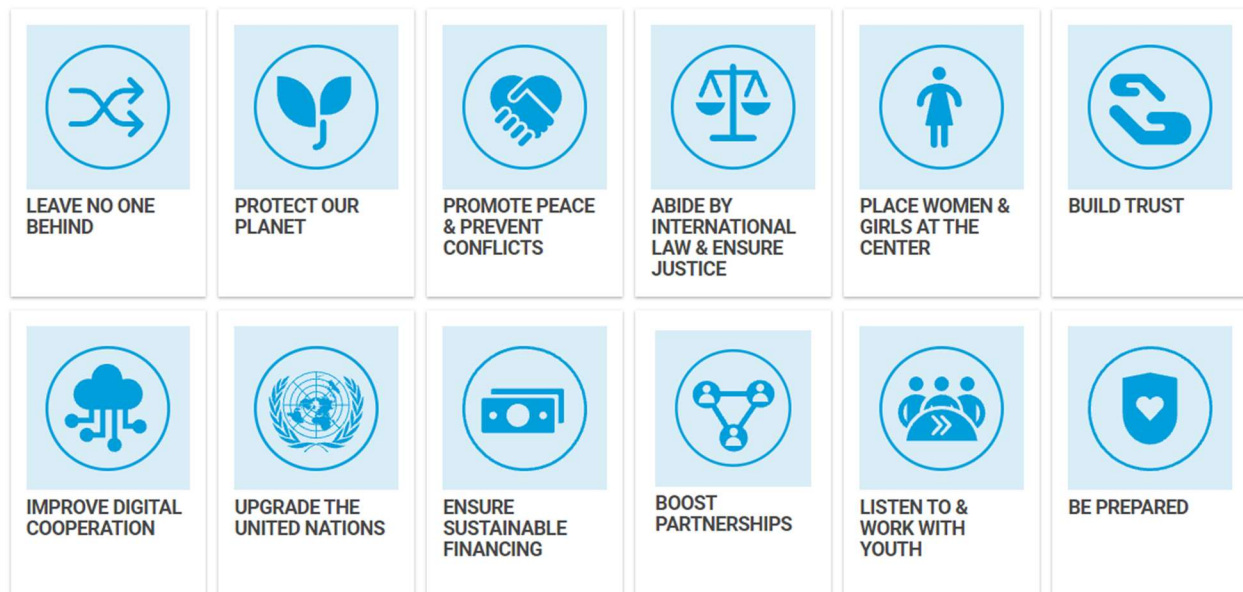 LEAVE NO ONE
BEHIND
PROTECT OUR
PLANET
PROMOTE PEACE
& PREVENT
CONFLICTS
ABIDE BY
INTERNATIONAL
LAW & ENSURE
JUSTICE
PLACE WOMEN &
GIRLS AT THE
CENTER
BUILD TRUST
IMPROVE DIGITAL
COOPERATION
UPGRADE THE
UNITED NATIONS
ENSURE
SUSTAINABLE
FINANCING
BOOST
PARTNERSHIPS
LISTEN TO &
WORK WITH
YOUTH
BE PREPARED